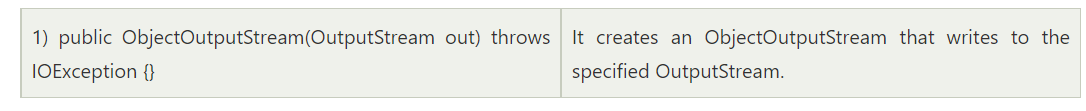 1) public ObjectOutputStream(OutputStream out) throws
IOException {}
It creates an ObjectOutputStream that writes to the
specified OutputStream.